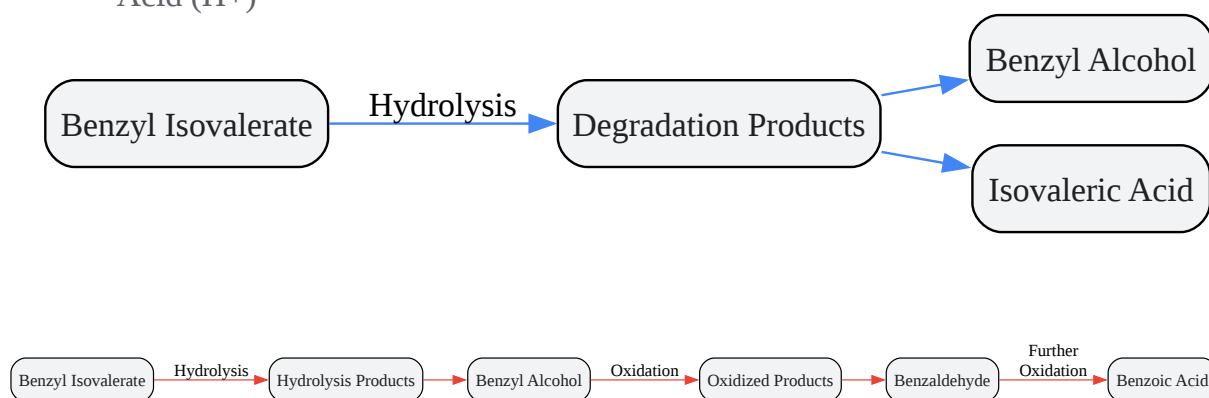 Acid (H+)
Benzyl Alcohol
Hydrolysis
Benzyl Isovalerate
Degradation Products
Isovaleric Acid
Further
Hydrolysis
Oxidation
Oxidation
Benzyl Isovalerate
Hydrolysis Products
Benzyl Alcohol
Oxidized Products
Benzaldehyde
Benzoic Acid